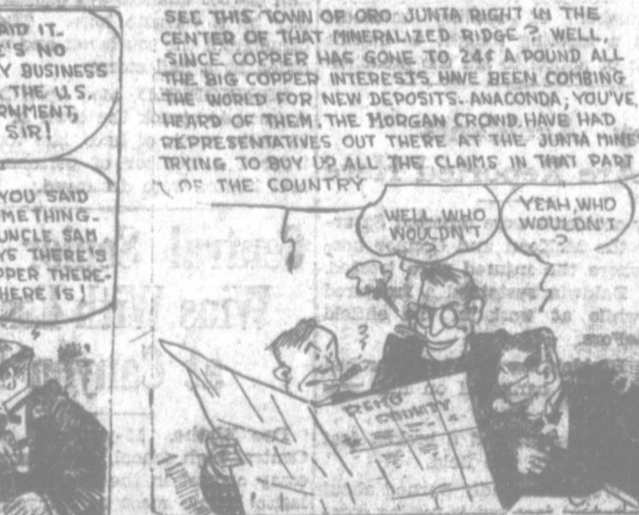 AID IT.
E'S NO
Y BUSINESS
THE U.S.
RNMENT,
SIR!
YOU SAID
METHING-
UNCLE SAM
YS THERE'S
PPER THERE-
HERE IS!
SEE THIS TOWN OF ORO JUNTA RIGHT IN THE
CENTER OF THAT MINERALIZED RIDGE? WELL,
SINCE COPPER HAS GONE TO 24¢ A POUND ALL
THE BIG COPPER INTERESTS HAVE BEEN COMBING
THE WORLD FOR NEW DEPOSITS. ANACONDA, YOU'VE
HEARD OF THEM, THE MORGAN CROWD, HAVE HAD
REPRESENTATIVES OUT THERE AT THE JUNTA MINE
TRYING TO BUY UP ALL THE CLAIMS IN THAT PART
OF THE COUNTRY
WELL, WHO
WOULDN'T
?
YEAH, WHO
WOULDN'T
?
??
COUNTY